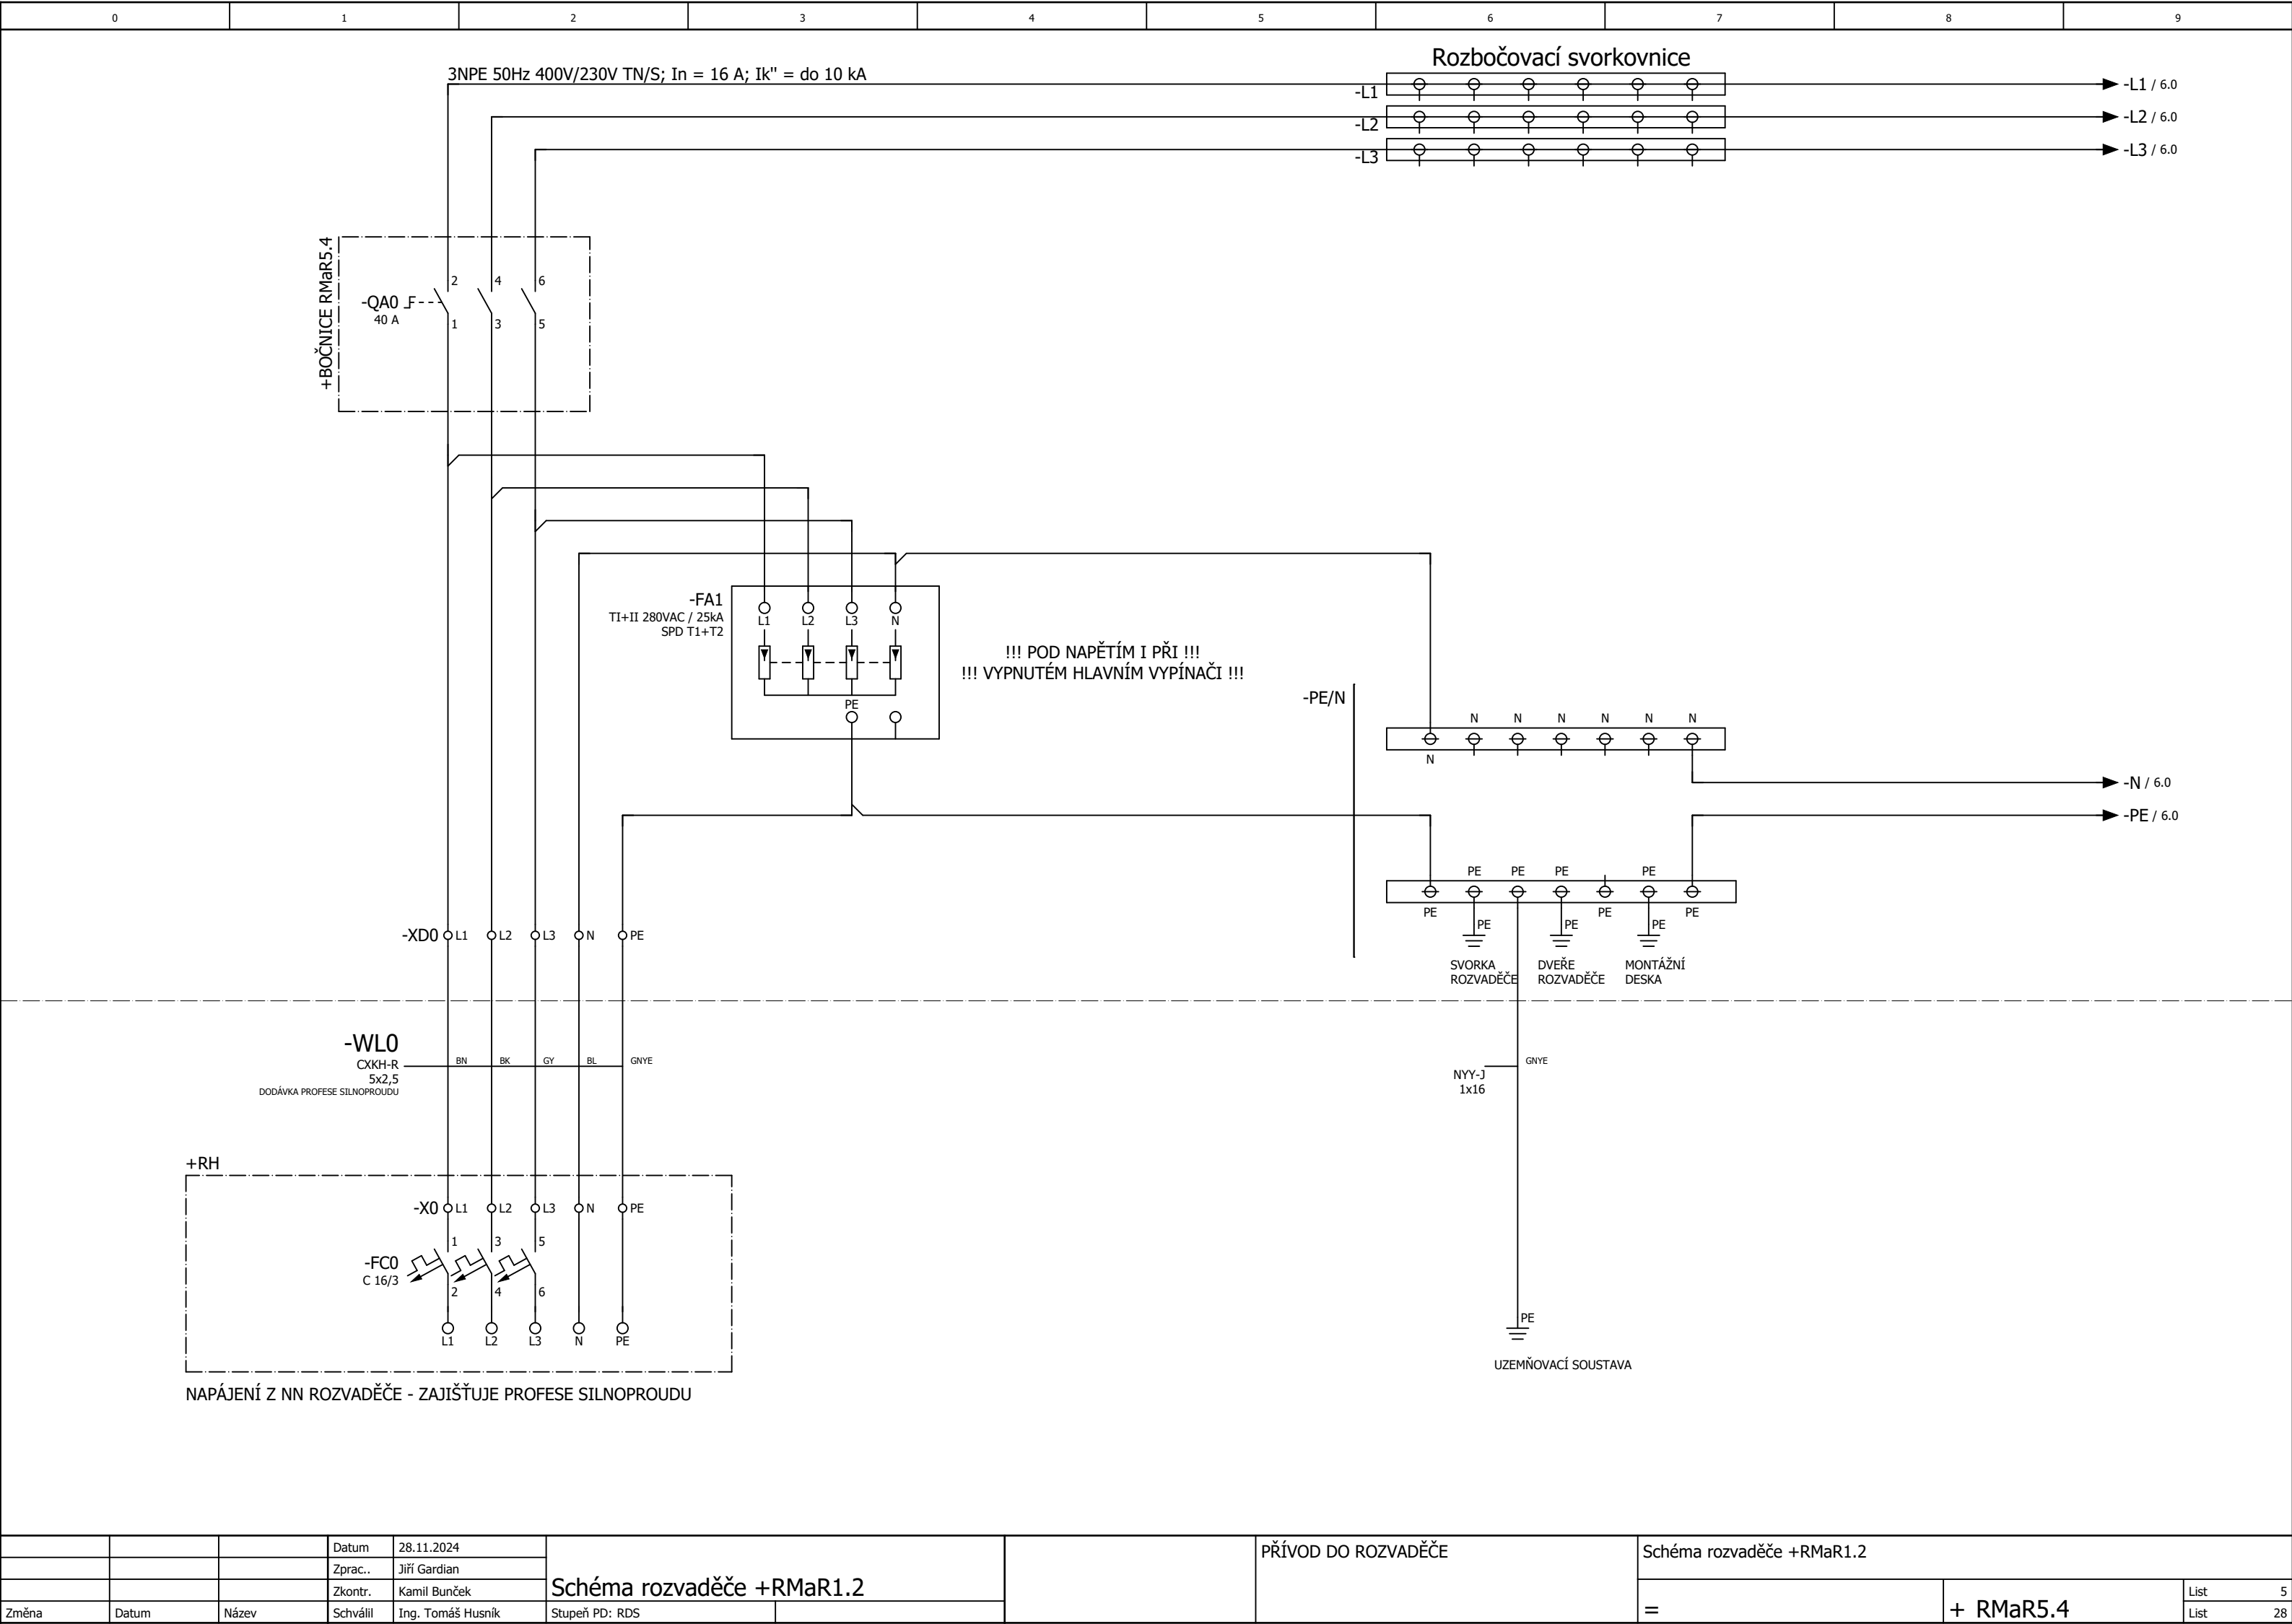 0 1 2 3 4 5 6 7 8 9
Rozbočovací svorkovnice
3NPE 50Hz 400V/230V TN/S; In = 16 A; Ik" = do 10 kA
-L1
-L1 / 6.0
-L2
-L2 / 6.0
-L3
-L3 / 6.0
+BOČNICE RMaR5.4
2 4 6
-QA0
40 A
1 3 5
-FA1
TI+II 280VAC / 25kA
SPD T1+T2
L1 L2 L3 N
PE
!!! POD NAPĚTÍM I PŘI !!!
!!! VYPNUTÉM HLAVNÍM VYPÍNAČI !!!
-PE/N
N N N N N N
N
-N / 6.0
-PE / 6.0
PE PE PE PE
PE PE PE
PE PE PE
SVORKA
ROZVADĚČE
DVEŘE
ROZVADĚČE
MONTÁŽNÍ
DESKA
-XD0 L1 L2 L3 N PE
-WL0
CXKH-R
5x2,5
DODÁVKA PROFESE SILNOPROUDU
BN BK GY BL GNYE
NYY-J
1x16
GNYE
+RH
-X0 L1 L2 L3 N PE
1 3 5
-FC0
C 16/3
2 4 6
L1 L2 L3 N PE
PE
UZEMŇOVACÍ SOUSTAVA
NAPÁJENÍ Z NN ROZVADĚČE - ZAJIŠŤUJE PROFESE SILNOPROUDU
Datum 28.11.2024
Zprac.. Jiří Gardian
Zkontr. Kamil Bunček
Změna Datum Název Schválil Ing. Tomáš Husník
Schéma rozvaděče +RMaR1.2
Stupeň PD: RDS
PŘÍVOD DO ROZVADĚČE
Schéma rozvaděče +RMaR1.2
=
+ RMaR5.4
List 5
List 28